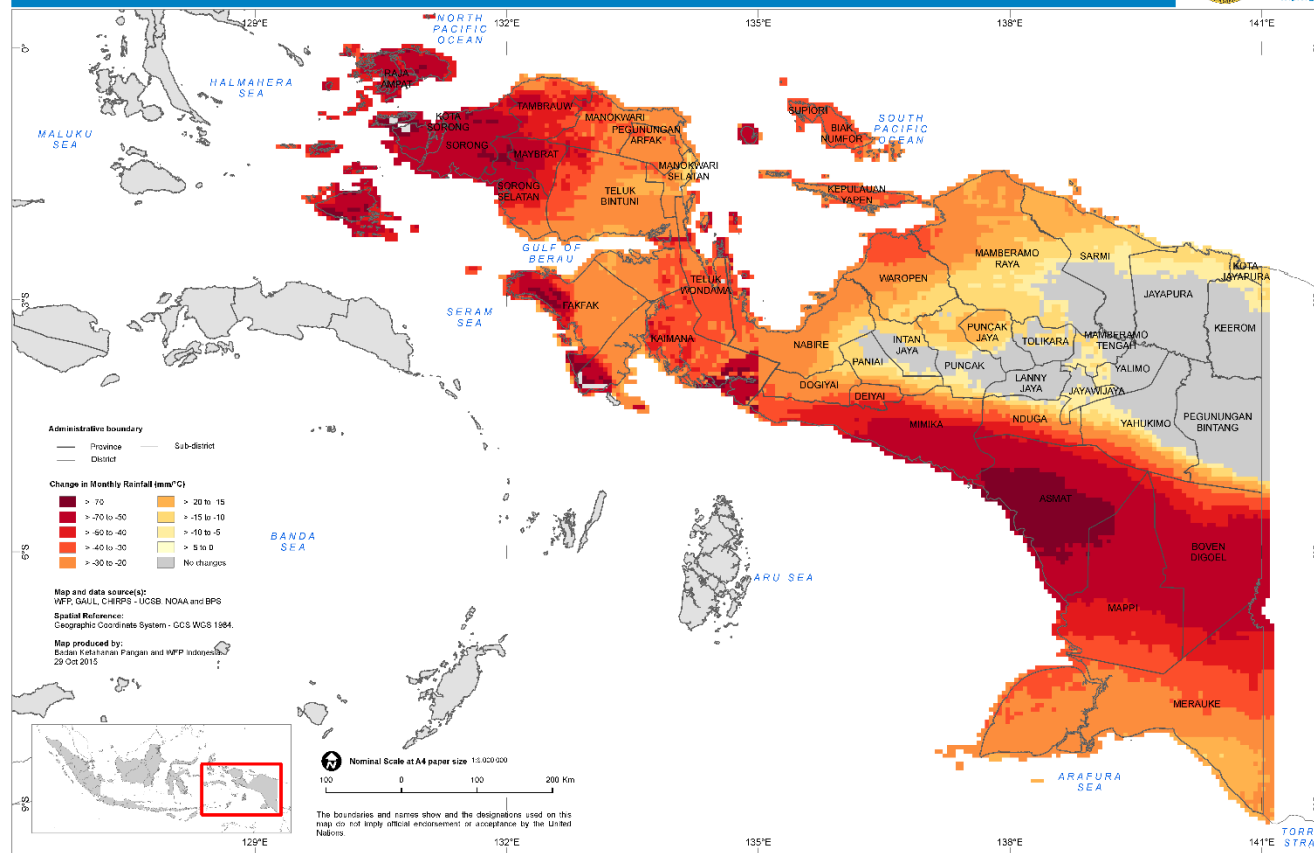 129°E
132°E
135°E
138°E
141°E
NORTH
PACIFIC
OCEAN
0°
HALMAHERA
SEA
RAJA
AMPAT
MALUKU
SEA
TAMBRAUW
KOTA
SORONG
MANOKWARI
SUPIORI
SOUTH
PACIFIC
OCEAN
PEGUNUNGAN
ARFAK
BIAK
NUMFOR
SORONG
MAYBRAT
MANOKWARI
SELATAN
SORONG
SELATAN
TELUK
BINTUNI
KEPULAUAN
YAPEN
GULF OF
BERAU
MAMBERAMO
RAYA
SARMI
KOTA
JAYAPURA
WAROPEN
TELUK
WONDAMA
JAYAPURA
3°S
SERAM
SEA
FAKFAK
KAIMANA
NABIRE
INTAN
JAYA
PUNCAK
JAYA
TOLIKARA
MAMBERAMO
TENGAH
KEEROM
PANIAI
PUNCAK
YALIMO
DOGIYAI
LANNY
JAYA
JAYAWIJAYA
DEIYAI
MIMIKA
NDUGA
YAHUKIMO
PEGUNUNGAN
BINTANG
ASMAT
BOVEN
DIGOEL
MAPPI
MERAUKE
BANDA
SEA
ARU SEA
ARAFURA
SEA
6°S
Administrative boundary
Province
Sub-district
District
Change in Monthly Rainfall (mm/°C)
> -70
> 20 to 15
> -70 to -50
> -15 to -10
> -50 to -40
> -10 to -5
> -40 to -30
> 5 to 0
> -30 to -20
No changes
Map and data source(s):
WFP, GAUL, CHIRPS - UCSB, NOAA and BPS
Spatial Reference:
Geographic Coordinate System - GCS WGS 1984.
Map produced by:
Badan Ketahanan Pangan and WFP Indonesia.
29 Oct 2015
Nominal Scale at A4 paper size
100 0 100 200 Km
The boundaries and names show and the designations used on this
map do not imply official endorsement or acceptance by the United
Nations.
9°S
129°E
132°E
135°E
138°E
141°E